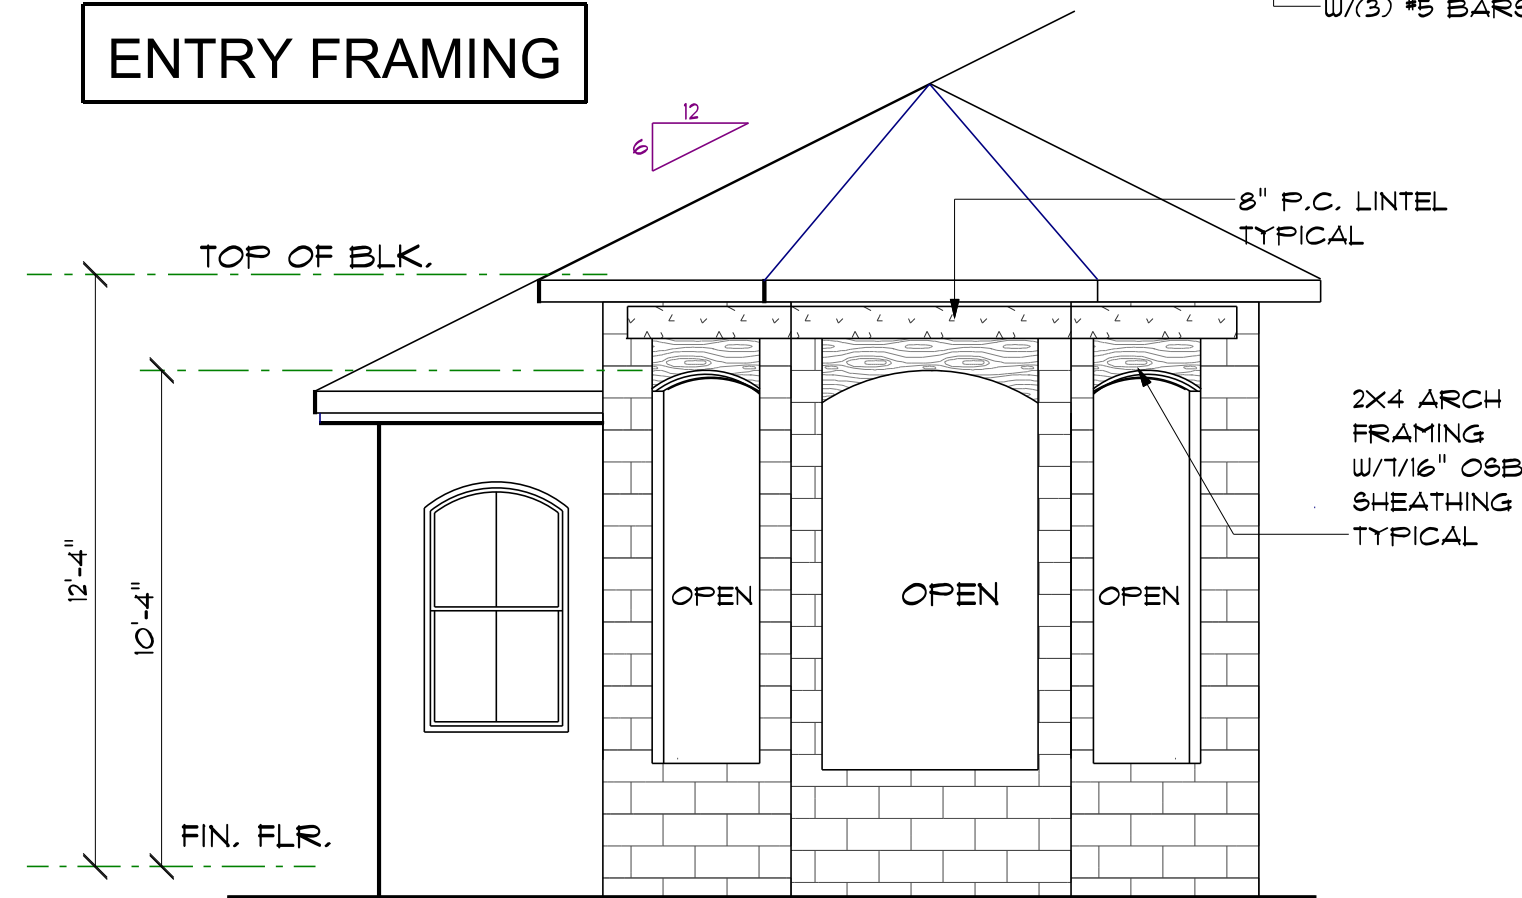 W/(3) #5 BARS
ENTRY FRAMING
12
6
8" P.C. LINTEL
TYPICAL
TOP OF BLK.
2X4 ARCH
FRAMING
W/7/16" OSB
SHEATHING
TYPICAL
12'-4"
10'-4"
OPEN
OPEN
OPEN
FIN. FLR.